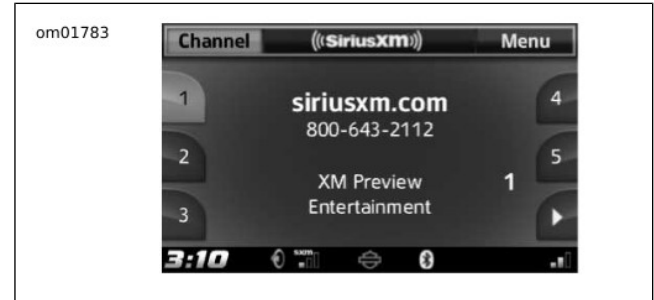 om01783
Channel ((SiriusXM)) Menu
1 siriusxm.com 4
800-643-2112
2 5
XM Preview 1
3 Entertainment
3:10 sxm